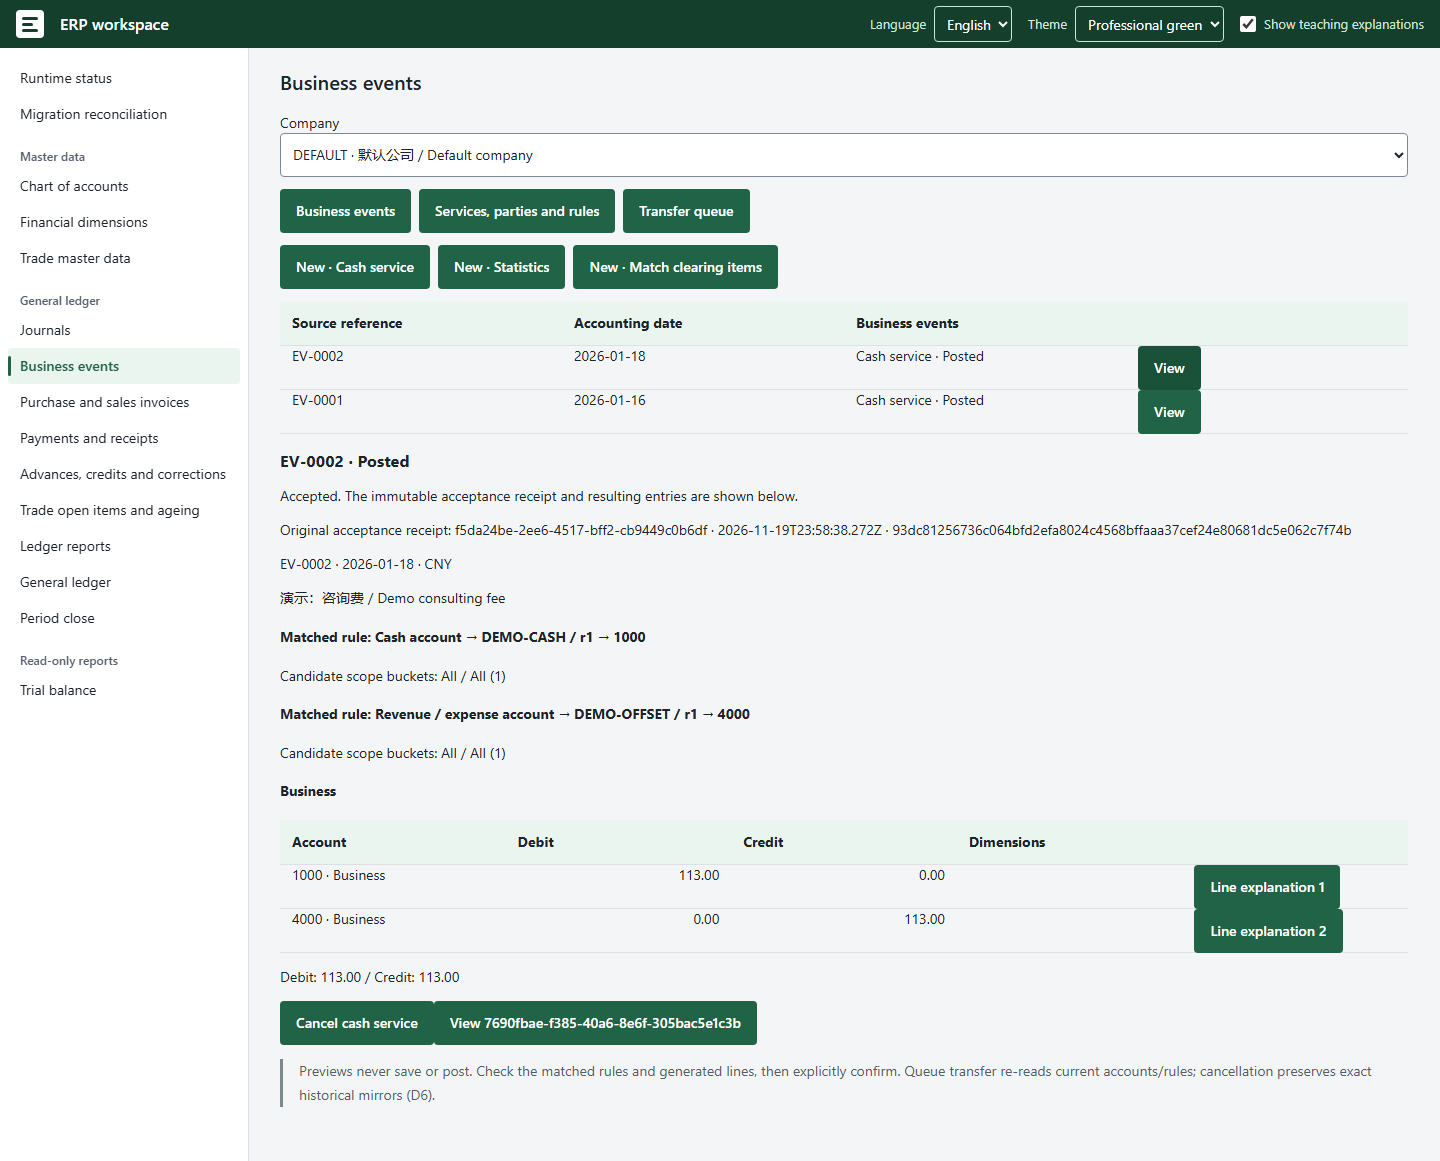 ERP workspace
Language English Theme Professional green Show teaching explanations
Runtime status
Migration reconciliation
Master data
Chart of accounts
Financial dimensions
Trade master data
General ledger
Journals
Business events
Purchase and sales invoices
Payments and receipts
Advances, credits and corrections
Trade open items and ageing
Ledger reports
General ledger
Period close
Read-only reports
Trial balance
Business events
Company
DEFAULT · 默认公司 / Default company
Business events Services, parties and rules Transfer queue
New · Cash service New · Statistics New · Match clearing items
Source reference Accounting date Business events
EV-0002 2026-01-18 Cash service · Posted View
EV-0001 2026-01-16 Cash service · Posted View
EV-0002 · Posted
Accepted. The immutable acceptance receipt and resulting entries are shown below.
Original acceptance receipt: f5da24be-2ee6-4517-bff2-cb9449c0b6df · 2026-11-19T23:58:38.272Z · 93dc81256736c064bfd2efa8024c4568bffaaa37cef24e80681dc5e062c7f74b
EV-0002 · 2026-01-18 · CNY
演示：咨询费 / Demo consulting fee
Matched rule: Cash account → DEMO-CASH / r1 → 1000
Candidate scope buckets: All / All (1)
Matched rule: Revenue / expense account → DEMO-OFFSET / r1 → 4000
Candidate scope buckets: All / All (1)
Business
Account Debit Credit Dimensions
1000 · Business 113.00 0.00 Line explanation 1
4000 · Business 0.00 113.00 Line explanation 2
Debit: 113.00 / Credit: 113.00
Cancel cash service View 7690fbae-f385-40a6-8e6f-305bac5e1c3b
Previews never save or post. Check the matched rules and generated lines, then explicitly confirm. Queue transfer re-reads current accounts/rules; cancellation preserves exact
historical mirrors (D6).